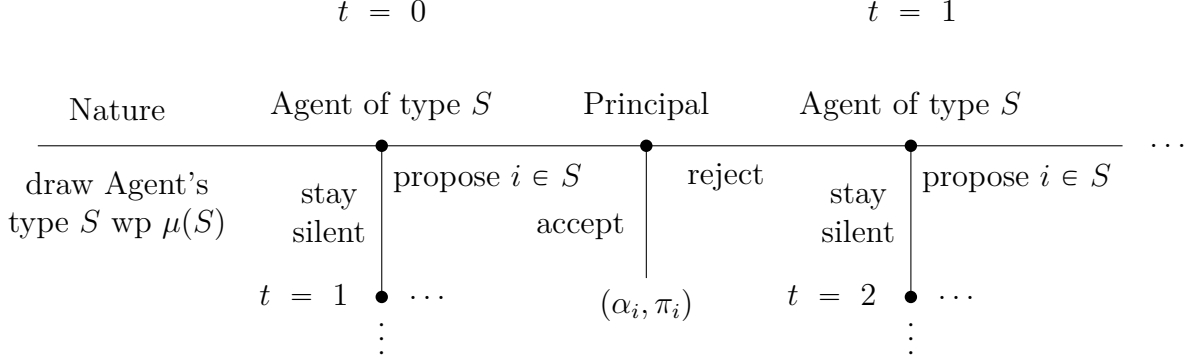 t = 0 t = 1
Nature Agent of type S Principal Agent of type S
draw Agent's
type S wp μ(S)
propose i ∈ S reject propose i ∈ S
stay
silent
accept
stay
silent
t = 1 ⋯ (α_i, π_i) t = 2 ⋯